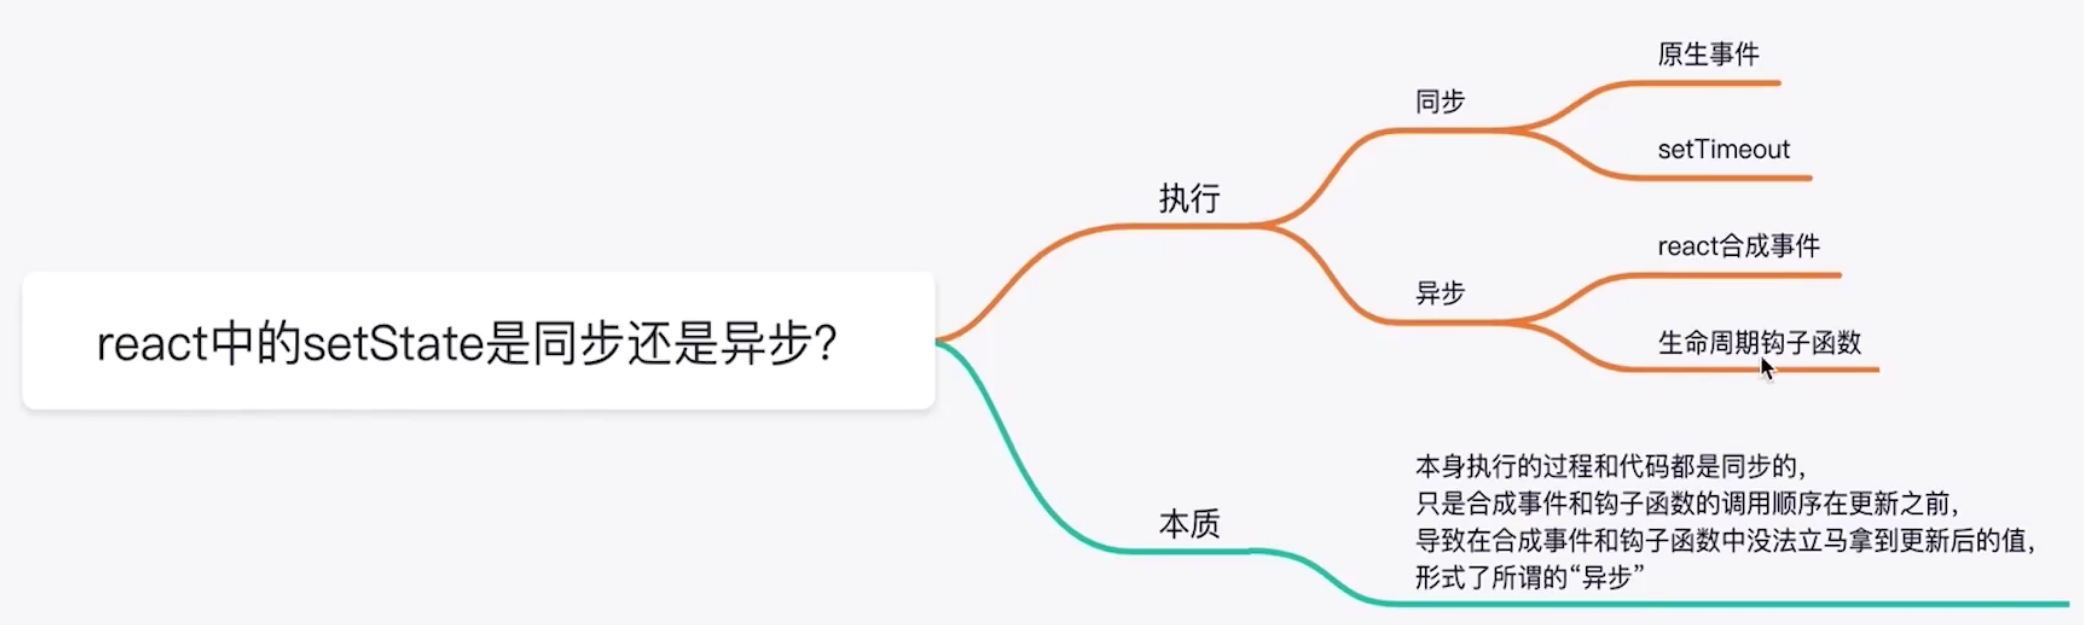 react中的setState是同步还是异步?
执行
同步
原生事件
setTimeout
异步
react合成事件
生命周期钩子函数
本质
本身执行的过程和代码都是同步的,
只是合成事件和钩子函数的调用顺序在更新之前,
导致在合成事件和钩子函数中没法立马拿到更新后的值,
形式了所谓的“异步”